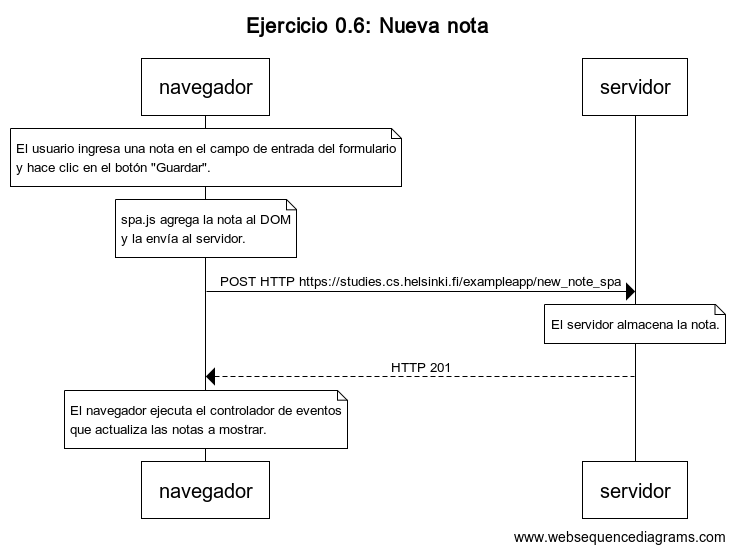 Ejercicio 0.6: Nueva nota
navegador
servidor
El usuario ingresa una nota en el campo de entrada del formulario
y hace clic en el botón "Guardar".
spa.js agrega la nota al DOM
y la envía al servidor.
POST HTTP https://studies.cs.helsinki.fi/exampleapp/new_note_spa
El servidor almacena la nota.
HTTP 201
El navegador ejecuta el controlador de eventos
que actualiza las notas a mostrar.
navegador
servidor
www.websequencediagrams.com